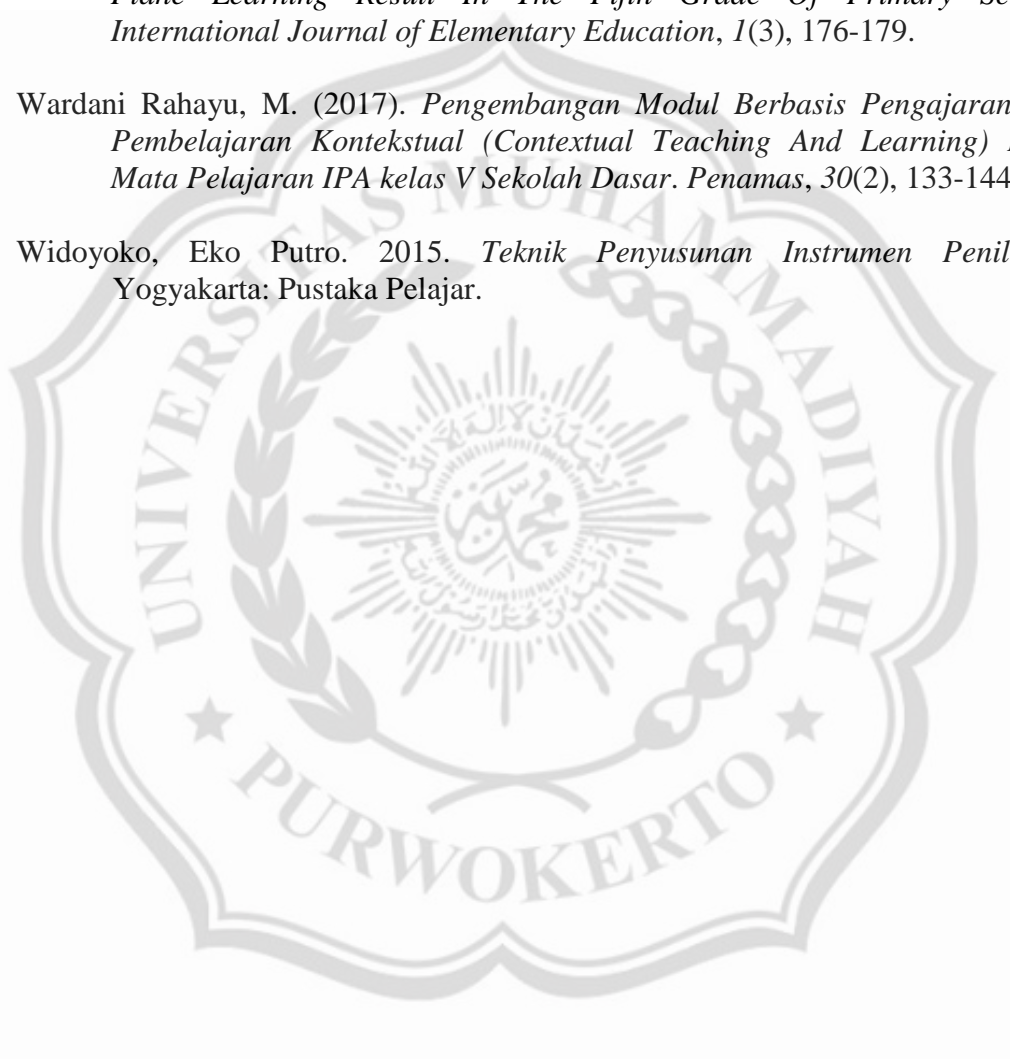 Learning Result In The Fifth Grade Of Primary
International Journal of Elementary Education, 1(3), 176-179.
Wardani Rahayu, M. (2017). Pengembangan Modul Berbasis Pengajaran
Pembelajaran Kontekstual (Contextual Teaching And Learning)
Mata Pelajaran IPA kelas V Sekolah Dasar. Penamas, 30(2), 133-144
Widoyoko, Eko Putro. 2015. Teknik Penyusunan Instrumen Penil
Yogyakarta: Pustaka Pelajar.
UNIVERSITAS MUHAMMADIYAH
PURWOKERTO